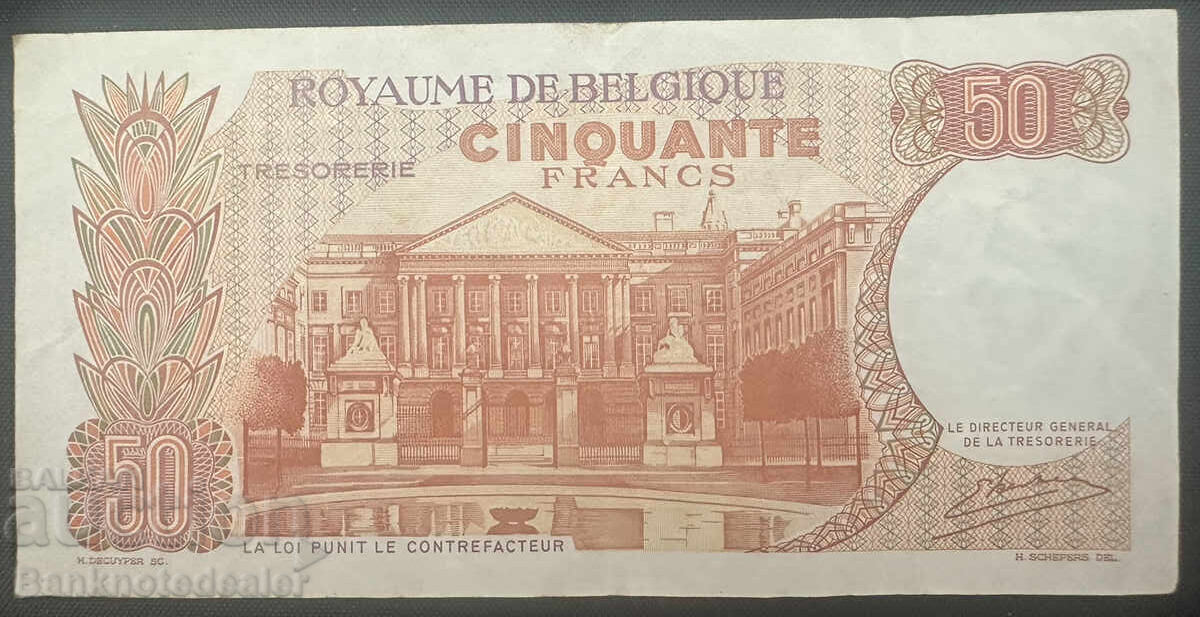 ROYAUME DE BELGIQUE
50
CINQUANTE
TRESORERIE
FRANCS
LE DIRECTEUR GENERAL
DE LA TRESORERIE
50
LA LOI PUNIT LE CONTREFACTEUR
H. DECUYPER SC.
H. SCHEPERS. DEL.
Banknotedealer